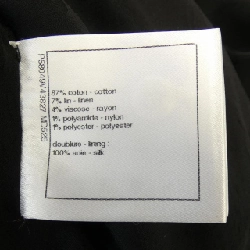 87% coton - cotton
7% lin - linen
4% viscose - rayon
1% polyamide - nylon
1% polyester - polyester
doublure - lining :
100% soie - silk